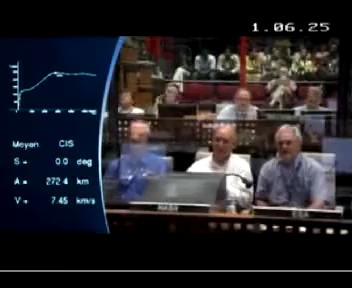 1.06.25
Moyen CIS
S = 0.0 deg
A = 272.4 km
V = 7.45 km/s
NASA
ESA